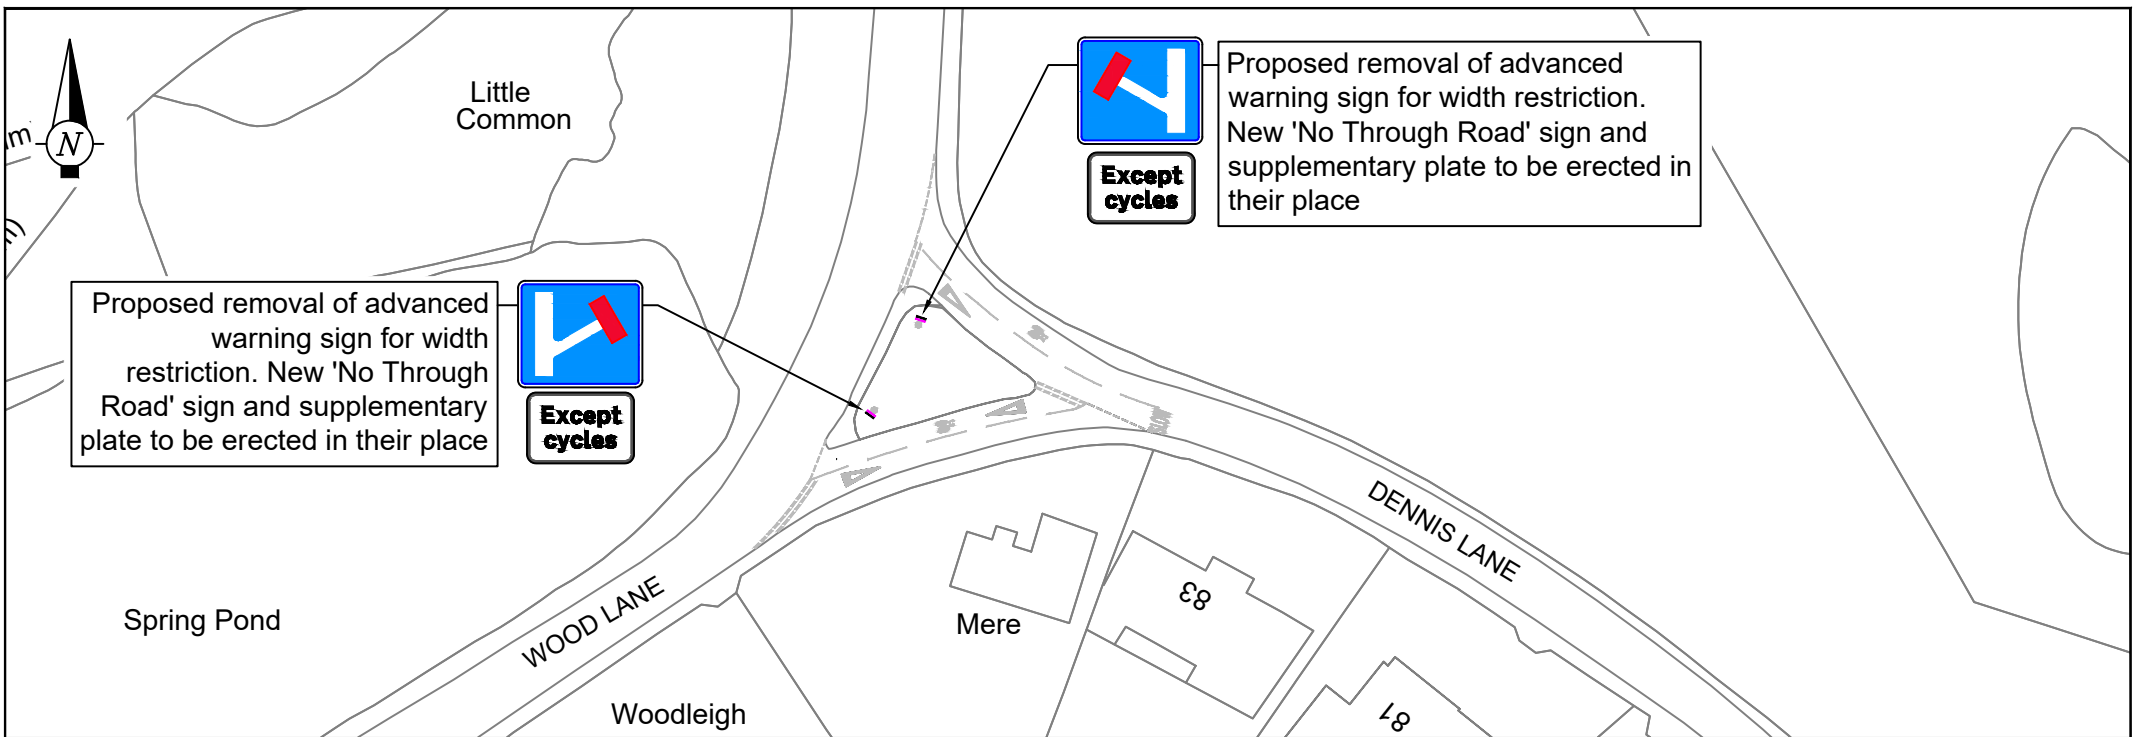 Little
Common
N
m
m)
Proposed removal of advanced
warning sign for width restriction.
New 'No Through Road' sign and
supplementary plate to be erected in
their place
Except
cycles
Proposed removal of advanced
warning sign for width
restriction. New 'No Through
Road' sign and supplementary
plate to be erected in their place
Except
cycles
SLOW
DENNIS LANE
WOOD LANE
Spring Pond
Mere
83
81
Woodleigh